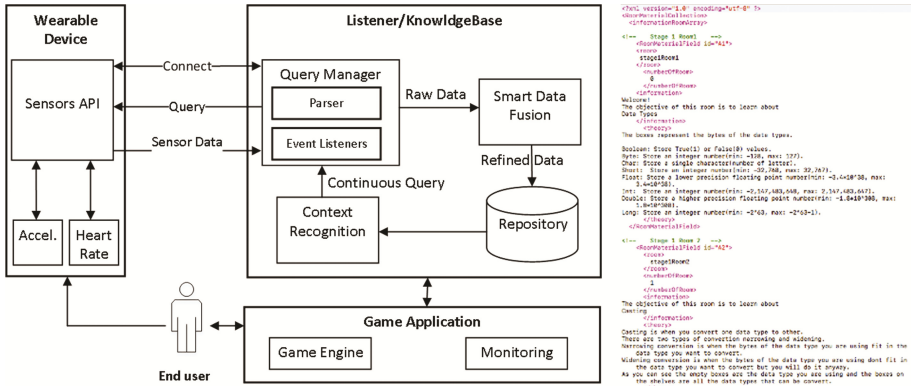 Wearable
Device
Sensors API
Accel.
Heart
Rate
Connect
Query
Sensor Data
Listener/KnowldgeBase
Query Manager
Parser
Event Listeners
Raw Data
Smart Data
Fusion
Refined Data
Continuous Query
Context
Recognition
Repository
End user
Game Application
Game Engine
Monitoring
<?xml version="1.0" encoding="utf-8" ?>
<RoomMaterialCollection>
<informationRoomArray>
<!-- Stage 1 Room1 -->
<RoomMaterialField id="A1">
<room>
stage1Room1
</room>
<numberOfRoom>
0
</numberOfRoom>
<information>
Welcome!
The objective of this room is to learn about
Data Types
</information>
<theory>
The boxes represent the bytes of the data types.
Boolean: Store True(1) or False(0) values.
Byte: Store an integer number(min: -128, max: 127).
Char: Store a single character(number of letter).
Short: Store an integer number(min: -32,768, max: 32,767).
Float: Store a lower precision floating point number(min: -3.4*10^38, max:
3.4*10^38).
Int: Store an integer number(min: -2,147,483,648, max: 2,147,483,647).
Double: Store a higher precision floating point number(min: -1.8*10^308, max:
1.8*10^308).
Long: Store an integer number(min: -2^63, max: -2^63-1).
</theory>
</RoomMaterialField>
<!-- Stage 1 Room 2 -->
<RoomMaterialField id="A2">
<room>
stage1Room2
</room>
<numberOfRoom>
1
</numberOfRoom>
<information>
The objective of this room is to learn about
Casting
</information>
<theory>
Casting is when you convert one data type to other.
There are two types of convertion narrowing and widening.
Narrowing conversion is when the bytes of the data type you are using fit in the
data type you want to convert.
Widening conversion is when the bytes of the data type you are using dont fit in
the data type you want to convert but you will do it anyway.
As you can see the empty boxes are the data type you are using and the boxes on
the shelves are all the data types that can be convert.